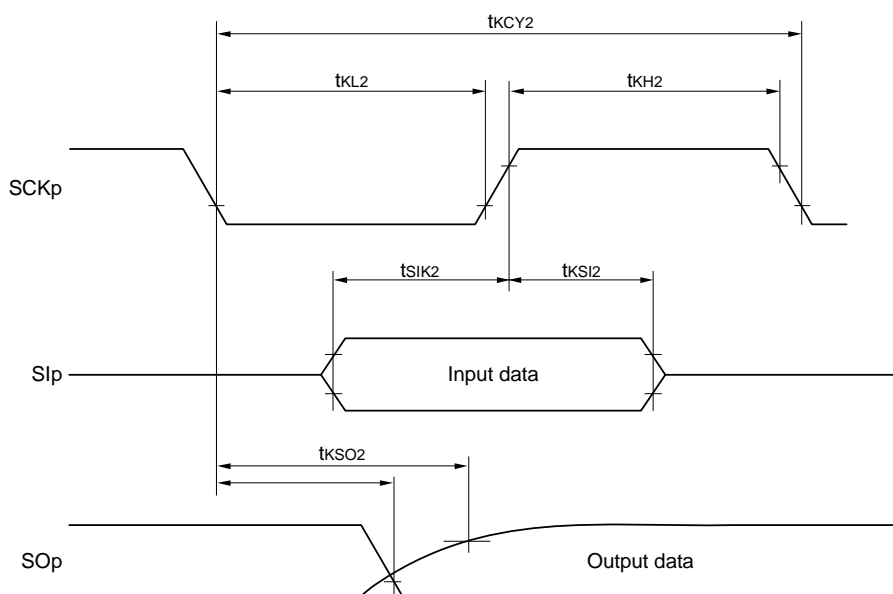 tKCY2
tKL2
tKH2
SCKp
tSIK2
tKSI2
SIp
Input data
tKSO2
SOp
Output data